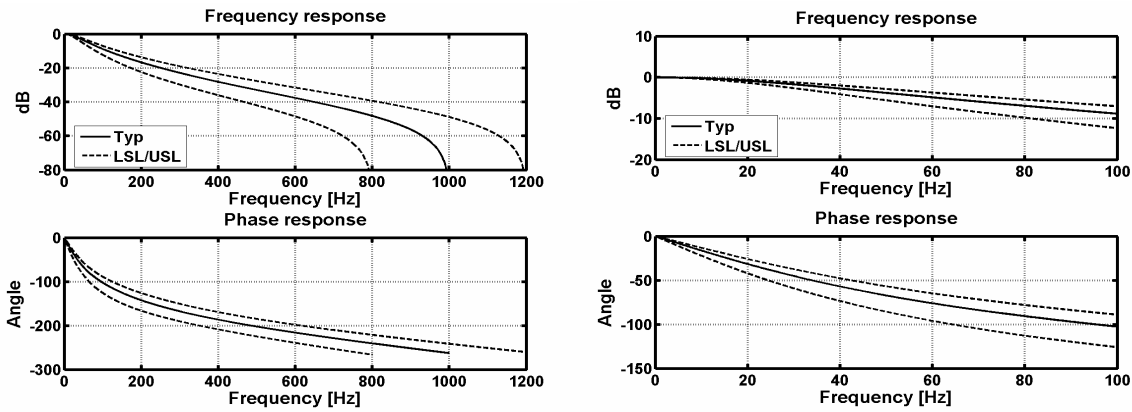 Frequency response
0
-20
-40
-60
-80
dB
Typ
LSL/USL
0 200 400 600 800 1000 1200
Frequency [Hz]
Phase response
0
-100
-200
-300
Angle
0 200 400 600 800 1000 1200
Frequency [Hz]
Frequency response
10
0
-10
-20
dB
Typ
LSL/USL
0 20 40 60 80 100
Frequency [Hz]
Phase response
0
-50
-100
-150
Angle
0 20 40 60 80 100
Frequency [Hz]